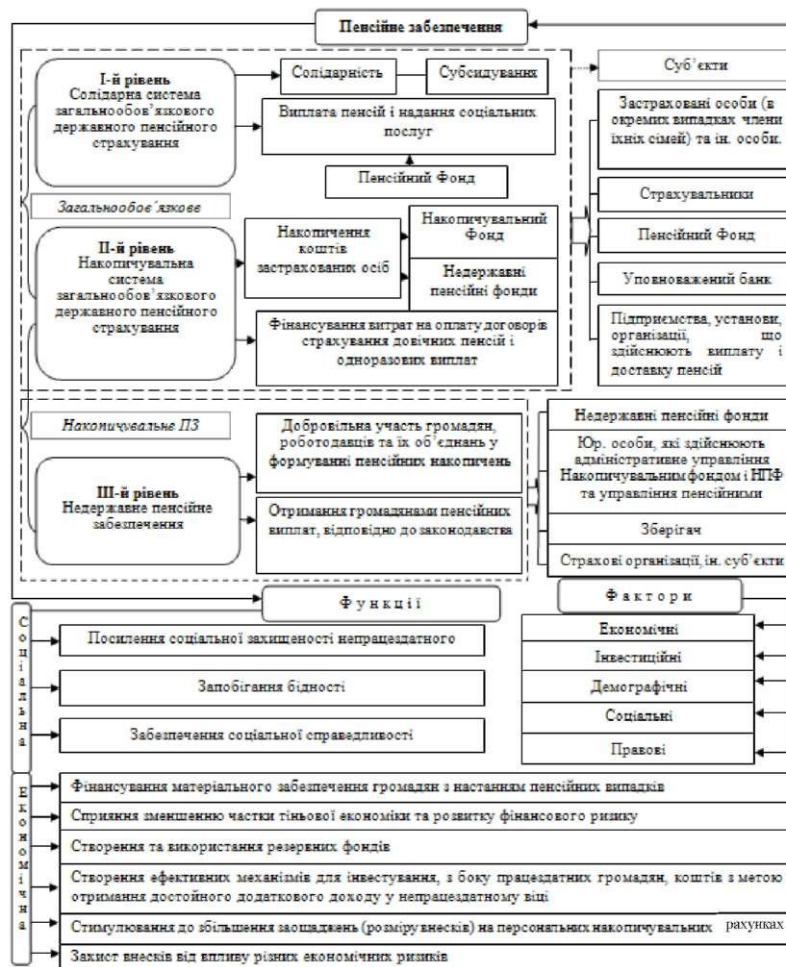 Пенсійне забезпечення
І-й рівень
Солідарна система
загальнообов’язкового
державного пенсійного
страхування
Солідарність
Субсидування
Виплата пенсій і надання соціальних
послуг
Пенсійний Фонд
Загальнообов’язкове
ІІ-й рівень
Накопичувальна
система
загальнообов’язкового
державного пенсійного
страхування
Накопичення
коштів
застрахованих осіб
Накопичувальний
Фонд
Недержавні
пенсійні фонди
Фінансування витрат на оплату договорів
страхування довічних пенсій і
одноразових виплат
Суб’єкти
Застраховані особи (в
окремих випадках члени
їхніх сімей) та ін. особи.
Страхувальники
Пенсійний Фонд
Уповноважений банк
Підприємства, установи,
організації, що
здійснюють виплату і
доставку пенсій
Накопичувальне ПЗ
ІІІ-й рівень
Недержавне пенсійне
забезпечення
Добровільна участь громадян,
роботодавців та їх об’єднань у
формуванні пенсійних накопичень
Отримання громадянами пенсійних
виплат, відповідно до законодавства
Недержавні пенсійні фонди
Юр. особи, які здійснюють
адміністративне управління
Накопичувальним фондом і НПФ
та управління пенсійними
Зберігач
Страхові організації, ін. суб’єкти
Функції
Фактори
Соціальна
Посилення соціальної захищеності непрацездатного
Запобігання бідності
Забезпечення соціальної справедливості
Економічні
Інвестиційні
Демографічні
Соціальні
Правові
Економічна
Фінансування матеріального забезпечення громадян з настанням пенсійних випадків
Сприяння зменшенню частки тіньової економіки та розвитку фінансового ризику
Створення та використання резервних фондів
Створення ефективних механізмів для інвестування, з боку працездатних громадян, коштів з метою
отримання достойного додаткового доходу у непрацездатному віці
Стимулювання до збільшення заощаджень (розміру внесків) на персональних накопичувальних рахунках
Захист внесків від впливу різних економічних ризиків